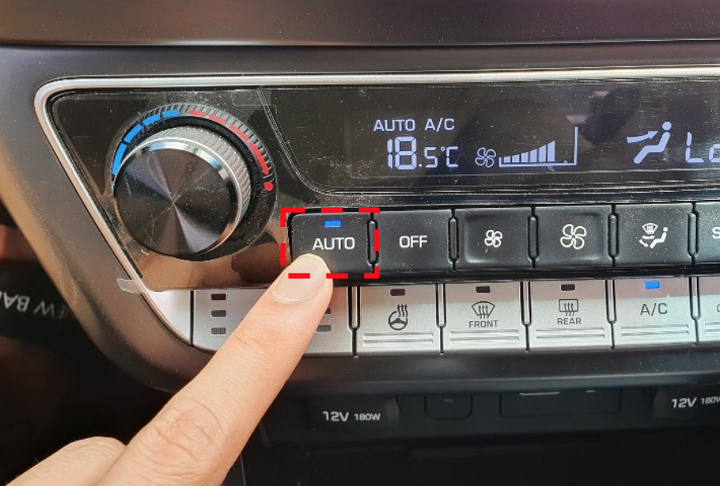 AUTO A/C
18.5°C
AUTO
OFF
FRONT
REAR
A/C
12V 180W
12V 180W